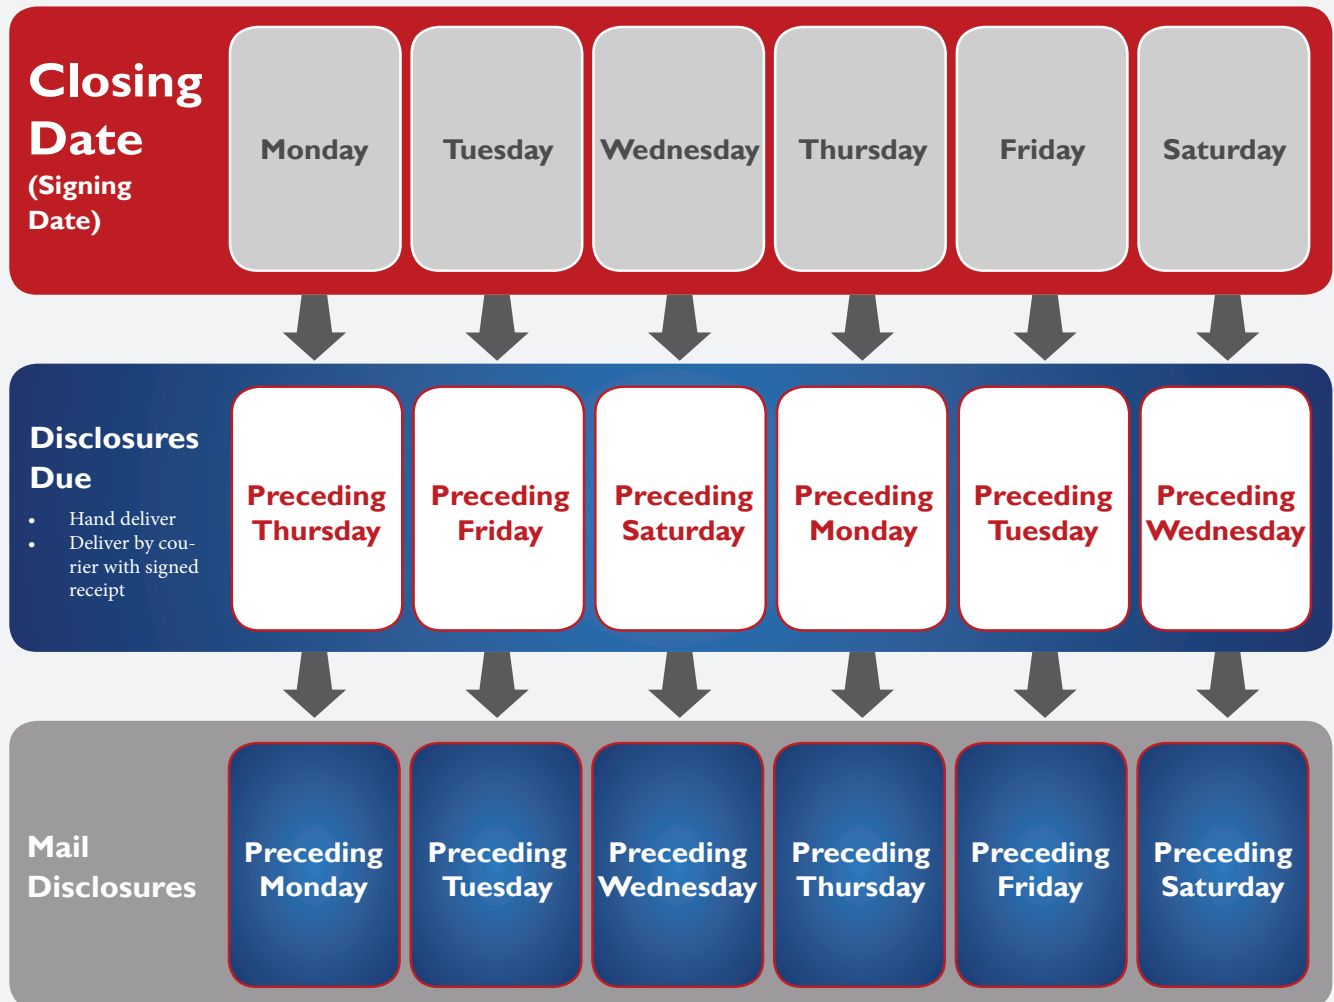 Closing
Date
(Signing
Date)
Monday
Tuesday
Wednesday
Thursday
Friday
Saturday
Disclosures
Due
• Hand deliver
• Deliver by cou-
rier with signed
receipt
Preceding
Thursday
Preceding
Friday
Preceding
Saturday
Preceding
Monday
Preceding
Tuesday
Preceding
Wednesday
Mail
Disclosures
Preceding
Monday
Preceding
Tuesday
Preceding
Wednesday
Preceding
Thursday
Preceding
Friday
Preceding
Saturday